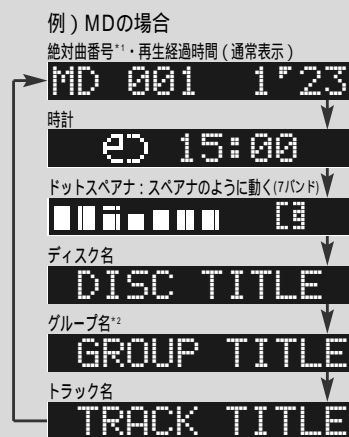 例）MDの場合
絶対曲番号*1・再生経過時間（通常表示）
MD 001 1"23
時計
15:00
ドットスペアナ：スペアナのように動く(7バンド)
ディスク名
DISC TITLE
グループ名*2
GROUP TITLE
トラック名
TRACK TITLE